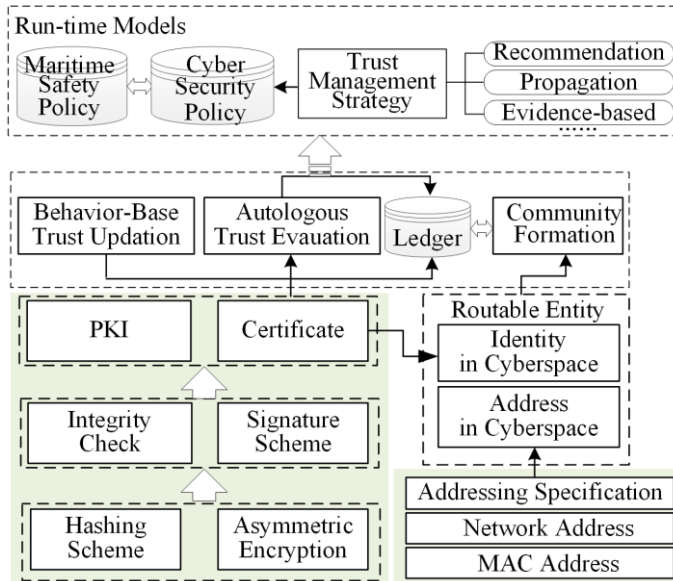 Run-time Models
Maritime
Safety
Policy
Cyber
Security
Policy
Trust
Management
Strategy
Recommendation
Propagation
Evidence-based
......
Behavior-Base
Trust Updation
Autologous
Trust Evauation
Ledger
Community
Formation
PKI
Certificate
Routable Entity
Identity
in Cyberspace
Address
in Cyberspace
Integrity
Check
Signature
Scheme
Hashing
Scheme
Asymmetric
Encryption
Addressing Specification
Network Address
MAC Address